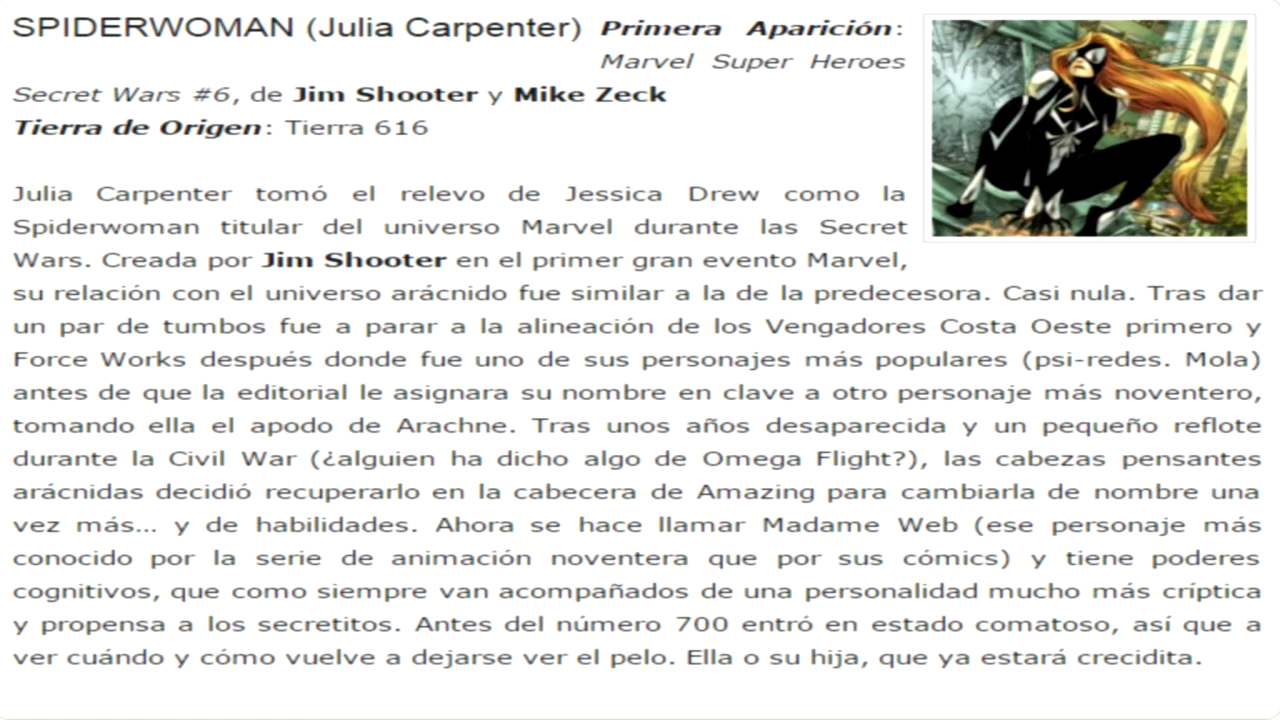 SPIDERWOMAN (Julia Carpenter) Primera Aparición:
Marvel Super Heroes
Secret Wars #6, de Jim Shooter y Mike Zeck
Tierra de Origen: Tierra 616
Julia Carpenter tomó el relevo de Jessica Drew como la
Spiderwoman titular del universo Marvel durante las Secret
Wars. Creada por Jim Shooter en el primer gran evento Marvel,
su relación con el universo arácnido fue similar a la de la predecesora. Casi nula. Tras dar
un par de tumbos fue a parar a la alineación de los Vengadores Costa Oeste primero y
Force Works después donde fue uno de sus personajes más populares (psi-redes. Mola)
antes de que la editorial le asignara su nombre en clave a otro personaje más noventero,
tomando ella el apodo de Arachne. Tras unos años desaparecida y un pequeño reflote
durante la Civil War (¿alguien ha dicho algo de Omega Flight?), las cabezas pensantes
arácnidas decidió recuperarlo en la cabecera de Amazing para cambiarla de nombre una
vez más... y de habilidades. Ahora se hace llamar Madame Web (ese personaje más
conocido por la serie de animación noventera que por sus cómics) y tiene poderes
cognitivos, que como siempre van acompañados de una personalidad mucho más críptica
y propensa a los secretitos. Antes del número 700 entró en estado comatoso, así que a
ver cuándo y cómo vuelve a dejarse ver el pelo. Ella o su hija, que ya estará crecidita.